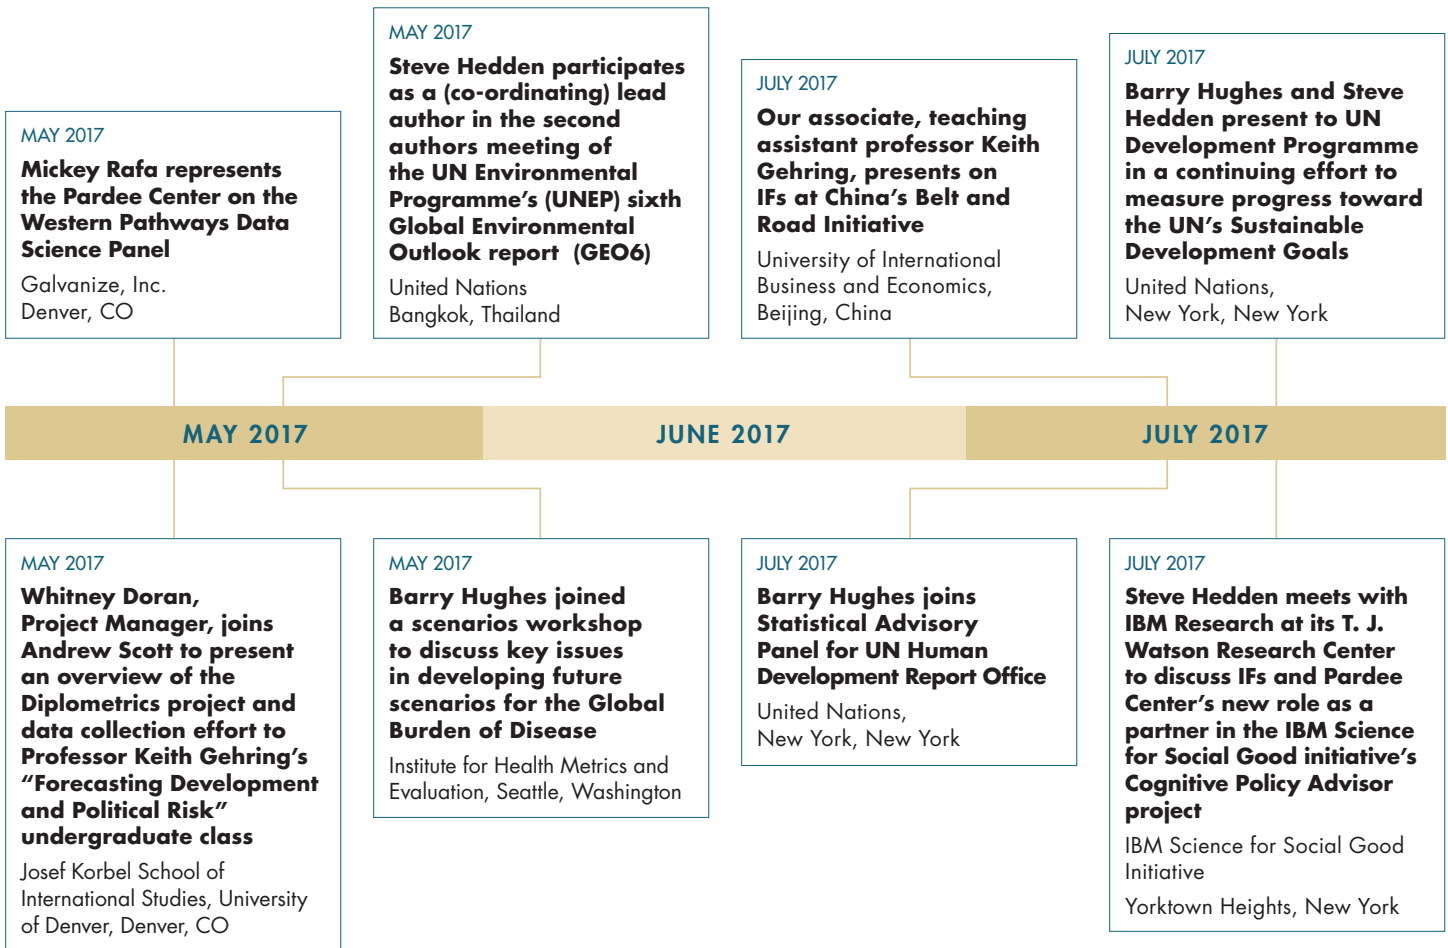 MAY 2017
Mickey Rafa represents
the Pardee Center on the
Western Pathways Data
Science Panel
Galvanize, Inc.
Denver, CO
MAY 2017
Steve Hedden participates
as a (co-ordinating) lead
author in the second
authors meeting of
the UN Environmental
Programme's (UNEP) sixth
Global Environmental
Outlook report (GEO6)
United Nations
Bangkok, Thailand
JULY 2017
Our associate, teaching
assistant professor Keith
Gehring, presents on
IFs at China's Belt and
Road Initiative
University of International
Business and Economics,
Beijing, China
JULY 2017
Barry Hughes and Steve
Hedden present to UN
Development Programme
in a continuing effort to
measure progress toward
the UN's Sustainable
Development Goals
United Nations,
New York, New York
MAY 2017
JUNE 2017
JULY 2017
MAY 2017
Whitney Doran,
Project Manager, joins
Andrew Scott to present
an overview of the
Diplometrics project and
data collection effort to
Professor Keith Gehring's
"Forecasting Development
and Political Risk"
undergraduate class
Josef Korbel School of
International Studies, University
of Denver, Denver, CO
MAY 2017
Barry Hughes joined
a scenarios workshop
to discuss key issues
in developing future
scenarios for the Global
Burden of Disease
Institute for Health Metrics and
Evaluation, Seattle, Washington
JULY 2017
Barry Hughes joins
Statistical Advisory
Panel for UN Human
Development Report Office
United Nations,
New York, New York
JULY 2017
Steve Hedden meets with
IBM Research at its T. J.
Watson Research Center
to discuss IFs and Pardee
Center's new role as a
partner in the IBM Science
for Social Good initiative's
Cognitive Policy Advisor
project
IBM Science for Social Good
Initiative
Yorktown Heights, New York